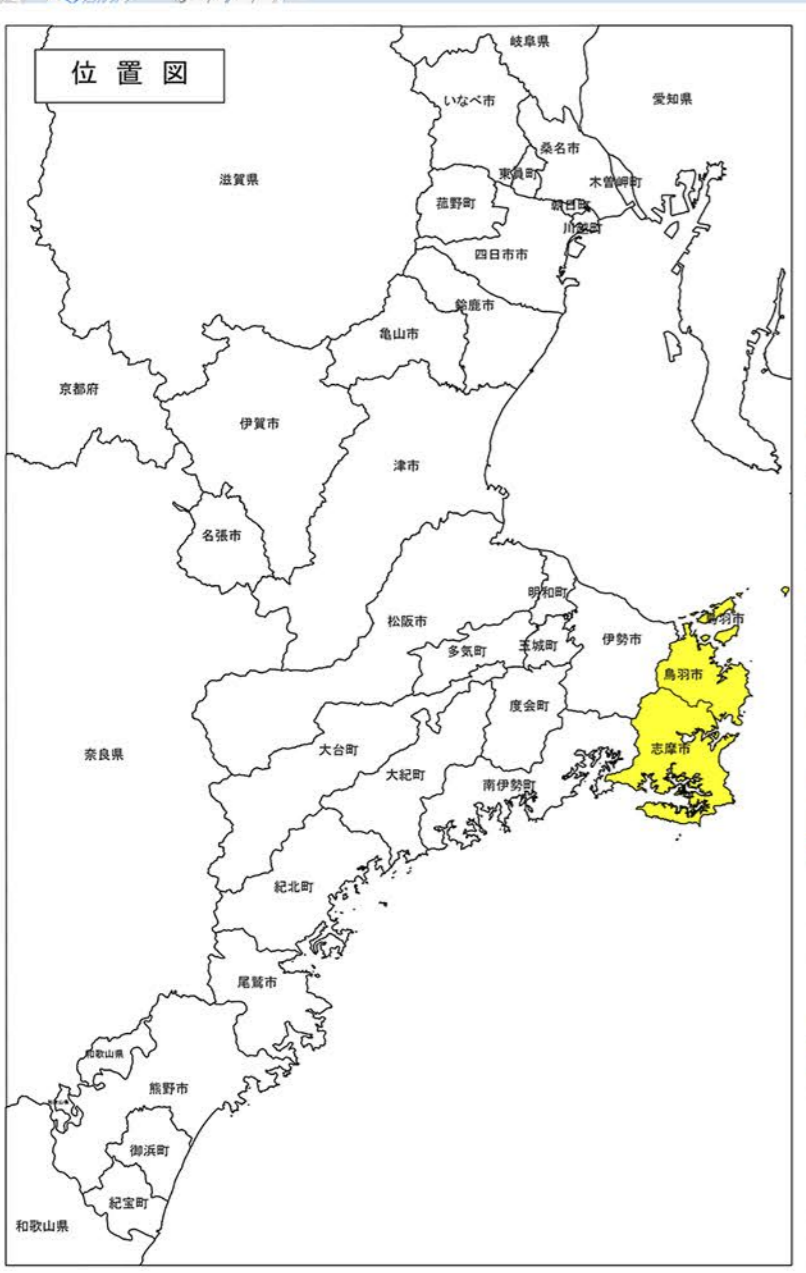 位置図
岐阜県
いなべ市
愛知県
桑名市
東員町
滋賀県
木曽岬町
菰野町
朝日町
川越町
四日市市
鈴鹿市
亀山市
京都府
伊賀市
津市
名張市
明和町
松阪市
鳥羽市
伊勢市
玉城町
多気町
鳥羽市
度会町
大台町
志摩市
奈良県
大紀町
南伊勢町
紀北町
尾鷲市
和歌山県
熊野市
御浜町
紀宝町
和歌山県